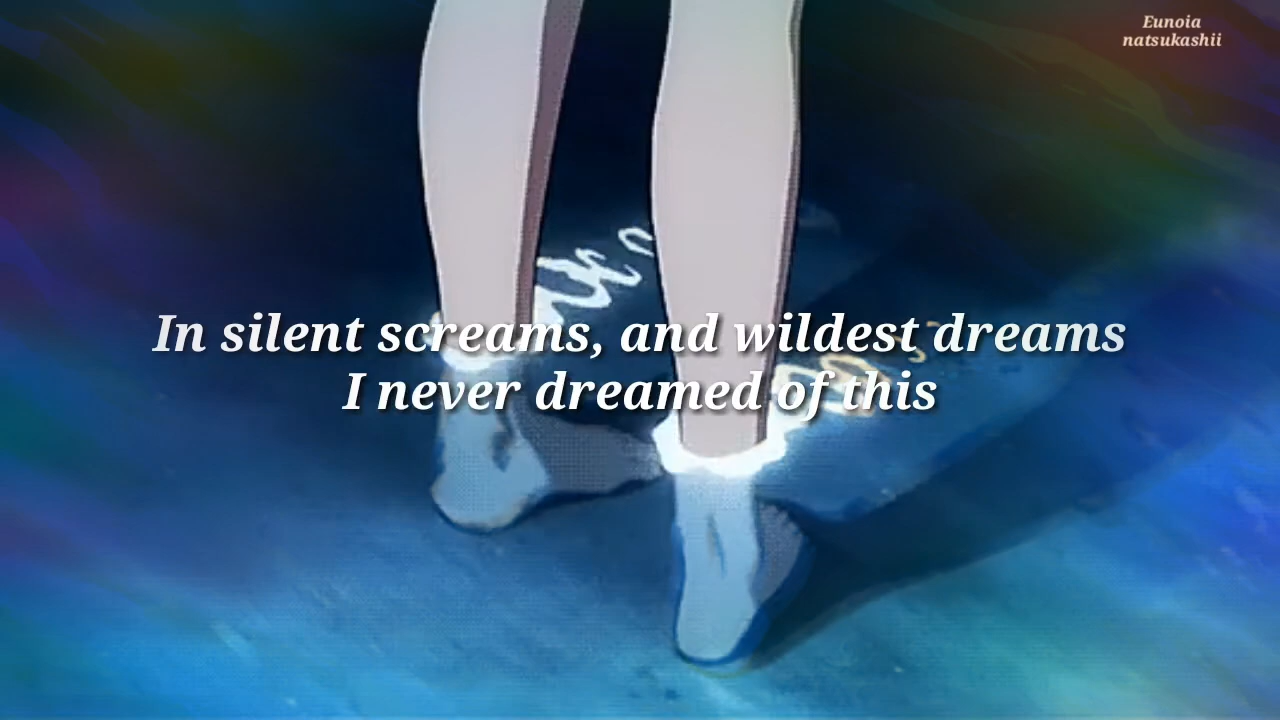 Eunoia
natsukashii
In silent screams, and wildest dreams
I never dreamed of this